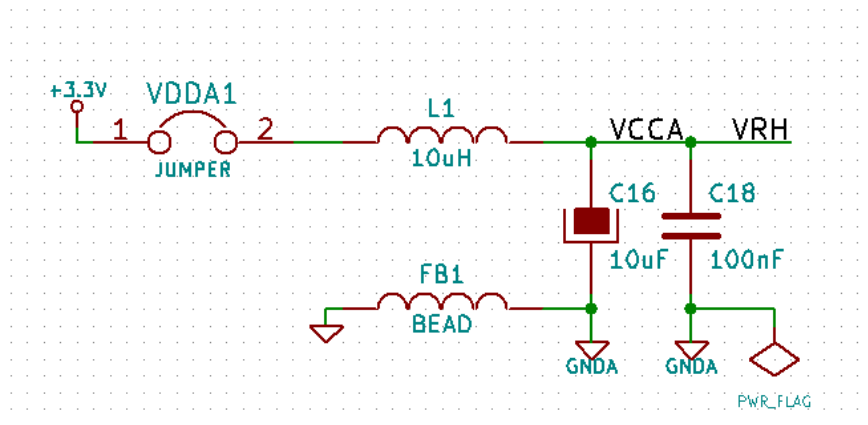 +3.3V
VDDA1
1
2
JUMPER
L1
10uH
VCCA
VRH
C16
10uF
C18
100nF
FB1
BEAD
GNDA
GNDA
PWR_FLAG